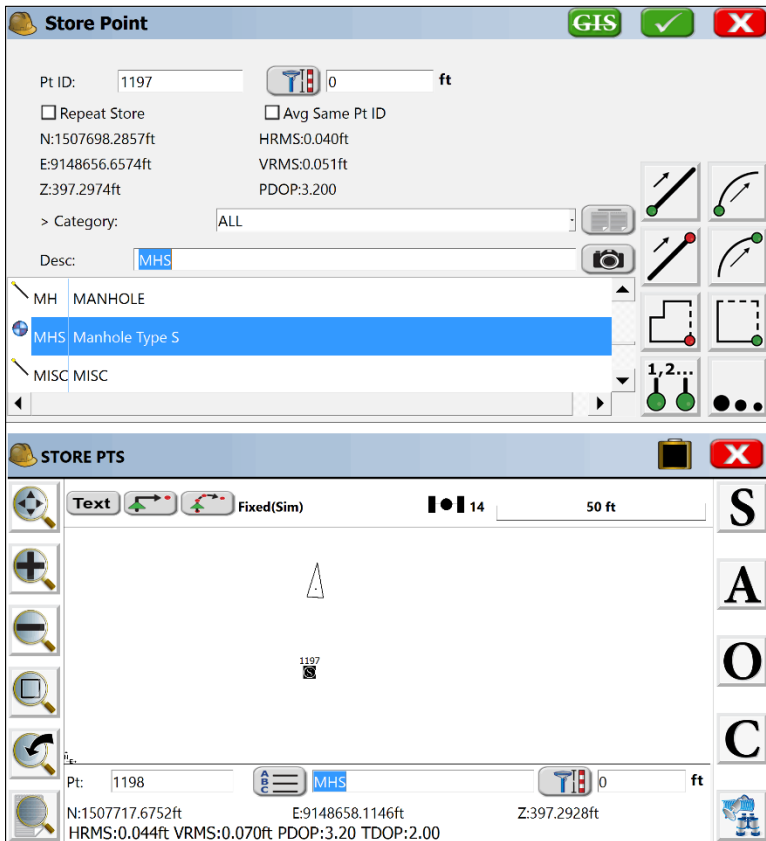 Store Point
GIS
X
Pt ID: 1197 0 ft
Repeat Store Avg Same Pt ID
N:1507698.2857ft HRMS:0.040ft
E:9148656.6574ft VRMS:0.051ft
Z:397.2974ft PDOP:3.200
> Category: ALL
Desc: MHS
MH MANHOLE
MHS Manhole Type S
MISC MISC
1,2...
STORE PTS
X
Text Fixed(Sim) 14 50 ft
S
A
1197
S
O
C
Pt: 1198 A B C MHS 0 ft
N:1507717.6752ft E:9148658.1146ft Z:397.2928ft
HRMS:0.044ft VRMS:0.070ft PDOP:3.20 TDOP:2.00